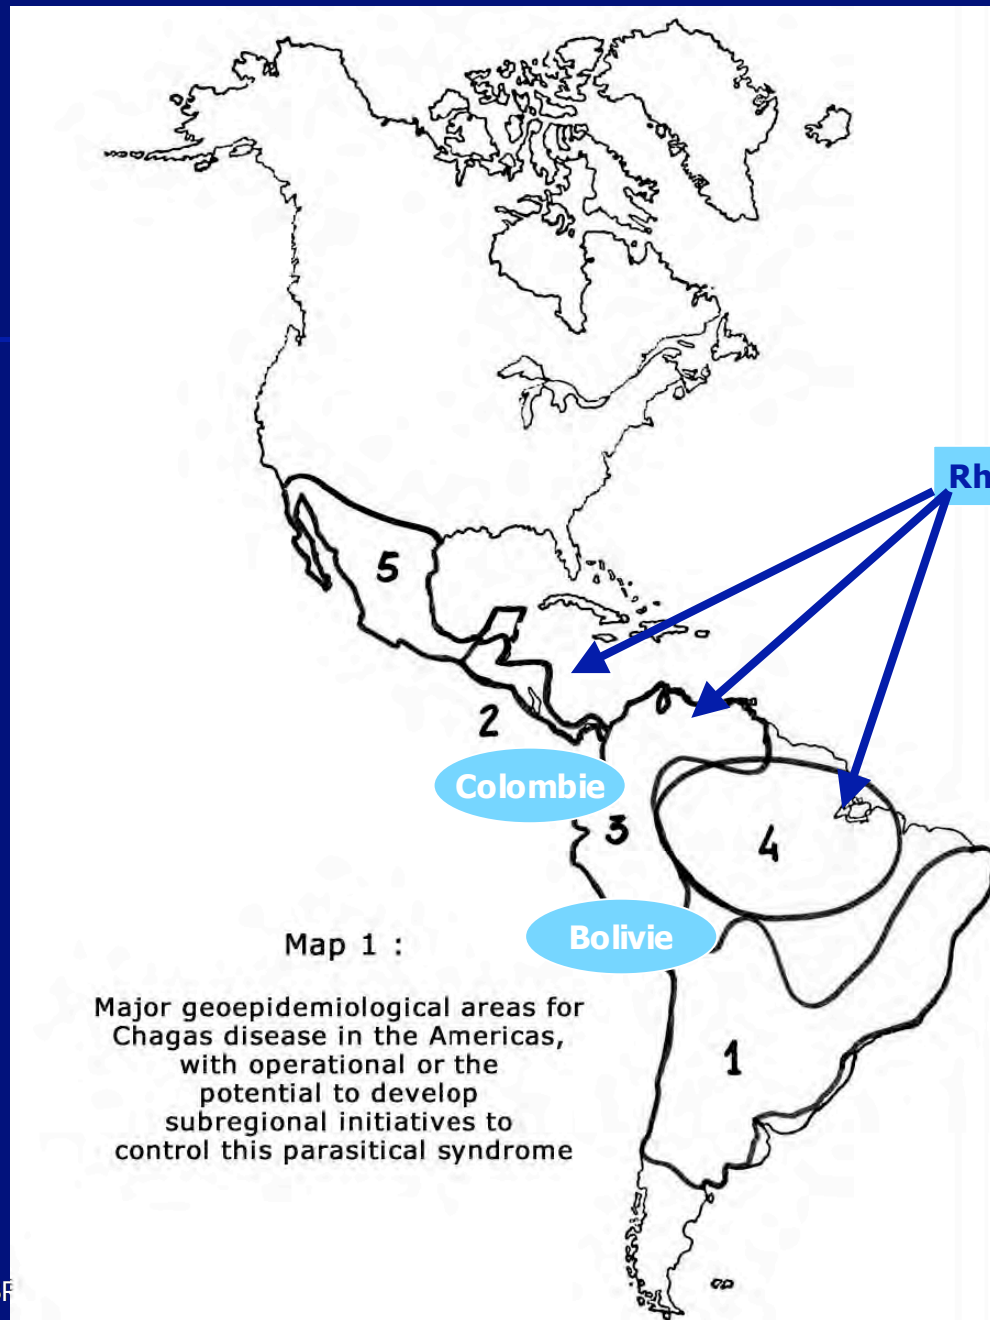 Rh
5
2
Colombie
3
4
Bolivie
Map 1 :
Major geoepidemiological areas for
Chagas disease in the Americas,
with operational or the
potential to develop
subregional initiatives to
control this parasitical syndrome
1